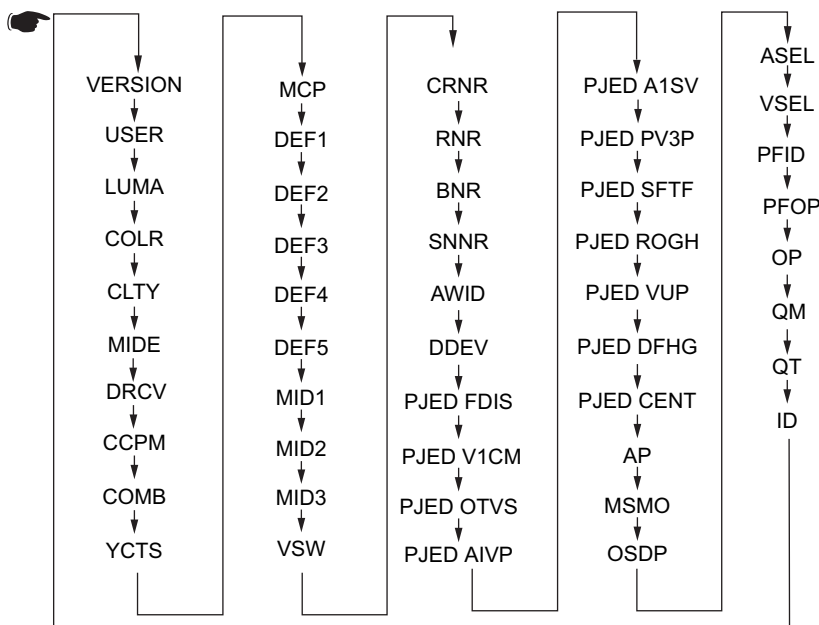 VERSION
USER
LUMA
COLR
CLTY
MIDE
DRCV
CCPM
COMB
YCTS
MCP
DEF1
DEF2
DEF3
DEF4
DEF5
MID1
MID2
MID3
VSW
CRNR
RNR
BNR
SNNR
AWID
DDEV
PJED FDIS
PJED V1CM
PJED OTVS
PJED AIVP
PJED A1SV
PJED PV3P
PJED SFTF
PJED ROGH
PJED VUP
PJED DFHG
PJED CENT
AP
MSMO
OSDP
ASEL
VSEL
PFID
PFOP
OP
QM
QT
ID